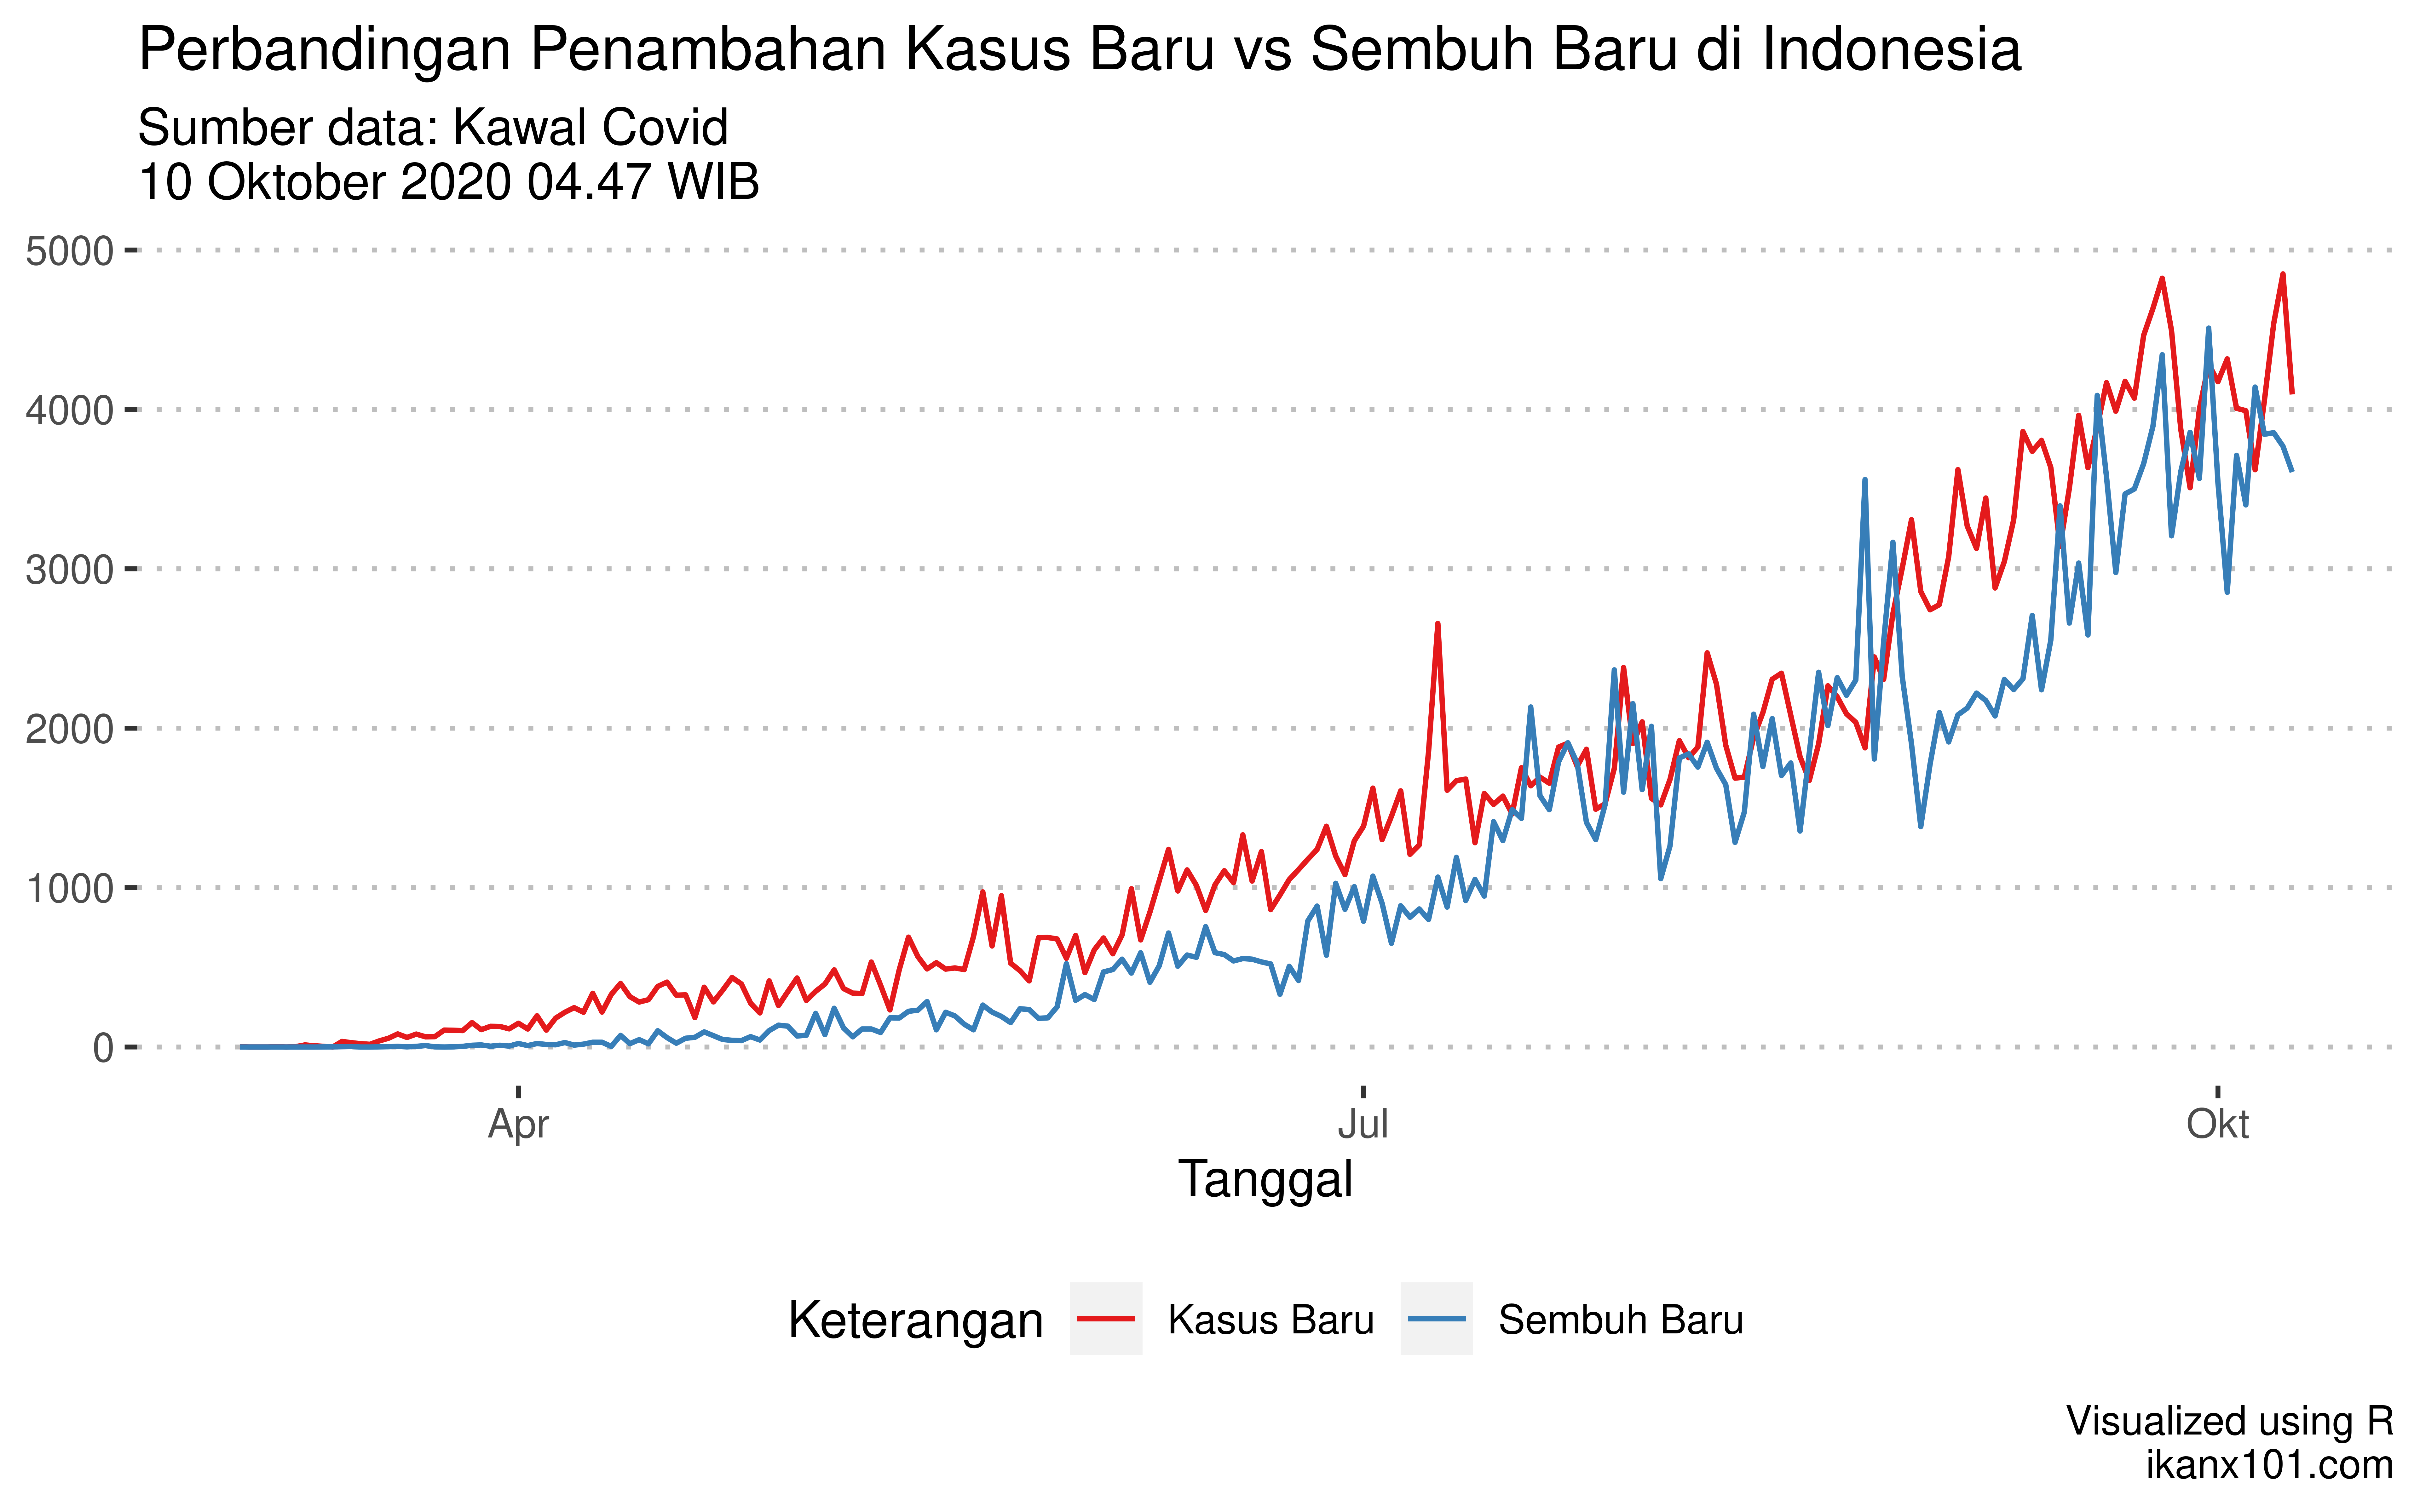 Perbandingan Penambahan Kasus Baru vs Sembuh Baru di Indonesia
Sumber data: Kawal Covid
10 Oktober 2020 04.47 WIB
5000
4000
3000
2000
1000
0
Apr Jul Okt
Tanggal
Keterangan Kasus Baru Sembuh Baru
Visualized using R
ikanx101.com